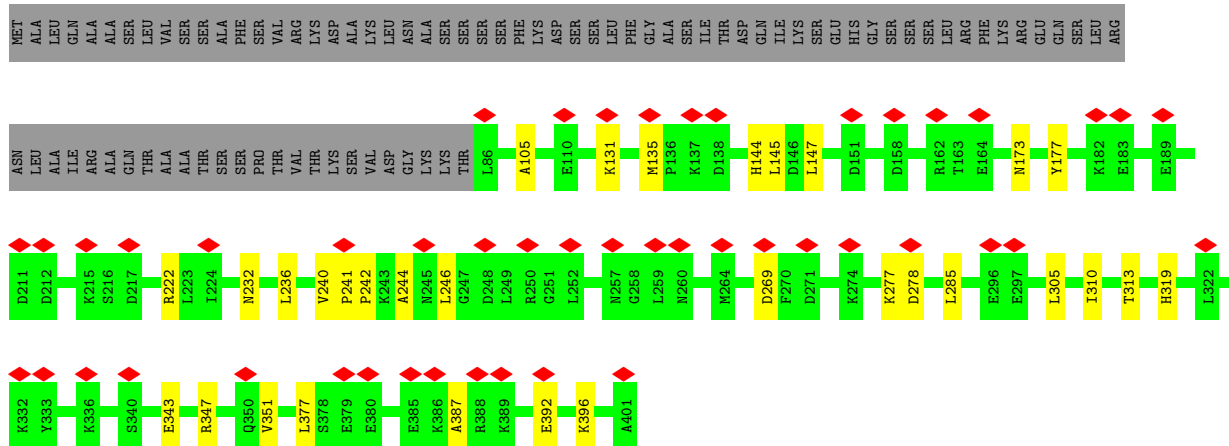 MET ALA LEU GLN ALA ALA SER LEU VAL SER SER ALA PHE SER VAL ARG LYS ASP ALA LYS LEU ASN ALA SER SER SER SER PHE LYS ASP SER SER LEU PHE GLY ALA SER ILE THR ASP GLN ILE LYS SER GLU HIS GLY SER SER SER LEU ARG PHE LYS ARG GLU GLN SER LEU ARG
ASN LEU ALA ILE ARG ALA GLN THR ALA ALA THR SER SER PRO THR VAL THR LYS SER VAL ASP GLY LYS LYS THR L86 A105 E110 K131 M135 P136 K137 D138 H144 L145 D146 L147 D151 D158 R162 T163 E164 N173 Y177 K182 E183 E189
D211 D212 K215 S216 D217 R222 L223 I224 N232 L236 V240 P241 P242 K243 A244 N245 L246 G247 D248 L249 R250 G251 L252 N257 G258 L259 N260 M264 D269 F270 D271 K274 K277 D278 L285 E296 E297 L305 I310 T313 H319 L322
K332 Y333 K336 S340 E343 R347 Q350 V351 L377 S378 E379 E380 E385 K386 A387 R388 K389 E392 K396 A401